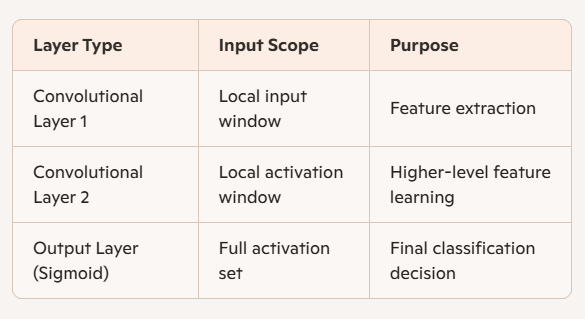 Layer Type Input Scope Purpose
Convolutional Layer 1 Local input window Feature extraction
Convolutional Layer 2 Local activation window Higher-level feature learning
Output Layer (Sigmoid) Full activation set Final classification decision